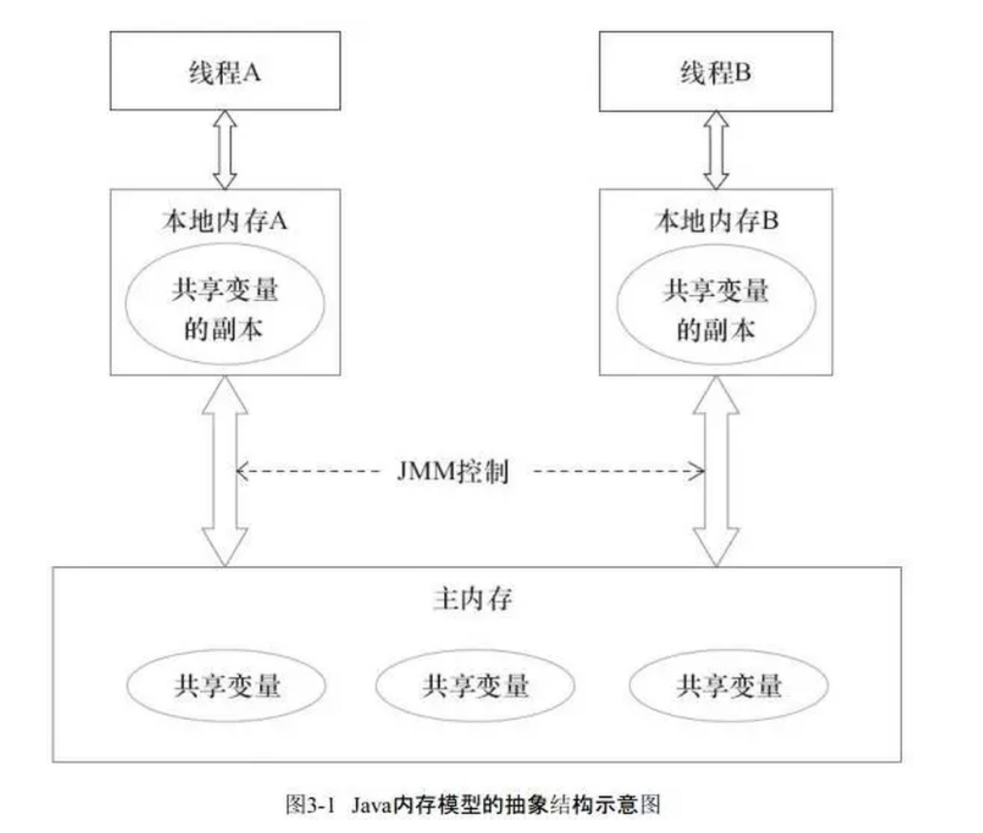 线程A
线程B
本地内存A
共享变量
的副本
本地内存B
共享变量
的副本
JMM控制
主内存
共享变量
共享变量
共享变量
图3-1 Java内存模型的抽象结构示意图